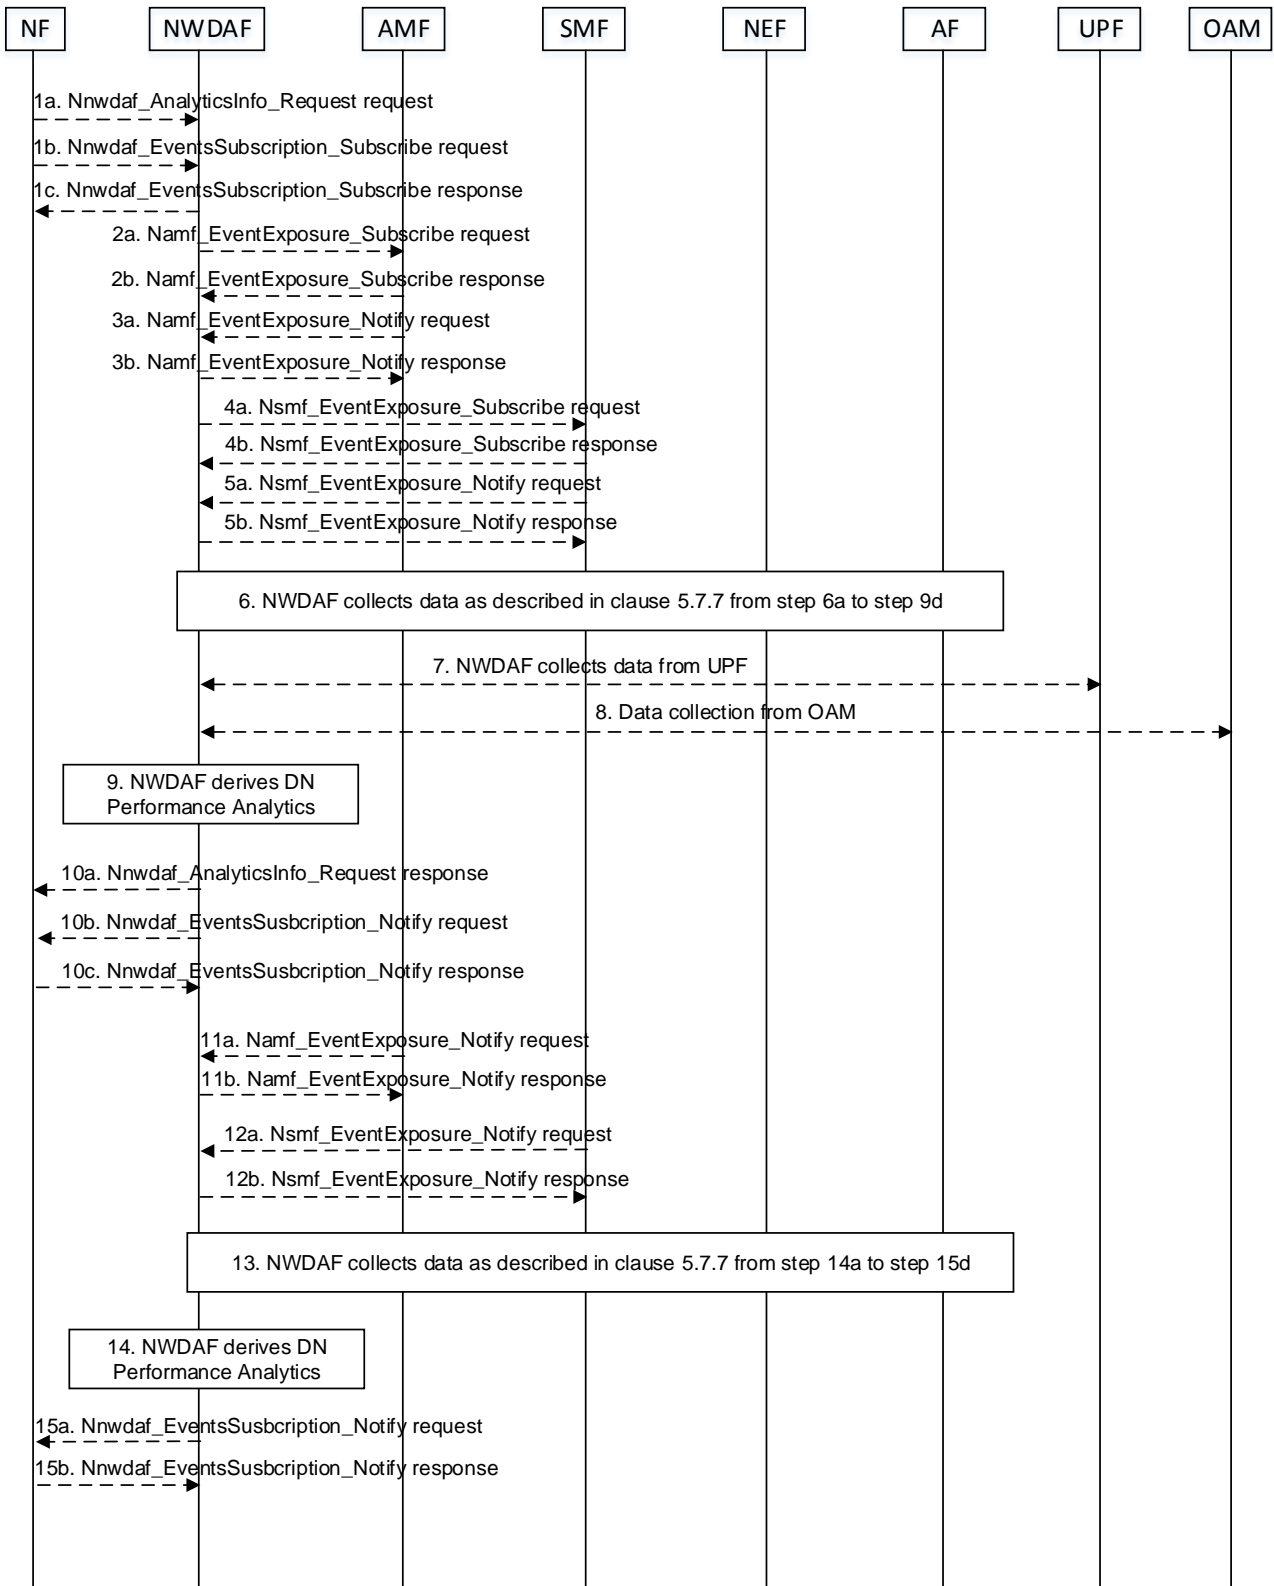 NF NWDAF AMF SMF NEF AF UPF OAM
1a. Nnwdaf_AnalyticsInfo_Request request
1b. Nnwdaf_EventsSubscription_Subscribe request
1c. Nnwdaf_EventsSubscription_Subscribe response
2a. Namf_EventExposure_Subscribe request
2b. Namf_EventExposure_Subscribe response
3a. Namf_EventExposure_Notify request
3b. Namf_EventExposure_Notify response
4a. Nsmf_EventExposure_Subscribe request
4b. Nsmf_EventExposure_Subscribe response
5a. Nsmf_EventExposure_Notify request
5b. Nsmf_EventExposure_Notify response
6. NWDAF collects data as described in clause 5.7.7 from step 6a to step 9d
7. NWDAF collects data from UPF
8. Data collection from OAM
9. NWDAF derives DN
Performance Analytics
10a. Nnwdaf_AnalyticsInfo_Request response
10b. Nnwdaf_EventsSusbcription_Notify request
10c. Nnwdaf_EventsSusbcription_Notify response
11a. Namf_EventExposure_Notify request
11b. Namf_EventExposure_Notify response
12a. Nsmf_EventExposure_Notify request
12b. Nsmf_EventExposure_Notify response
13. NWDAF collects data as described in clause 5.7.7 from step 14a to step 15d
14. NWDAF derives DN
Performance Analytics
15a. Nnwdaf_EventsSusbcription_Notify request
15b. Nnwdaf_EventsSusbcription_Notify response